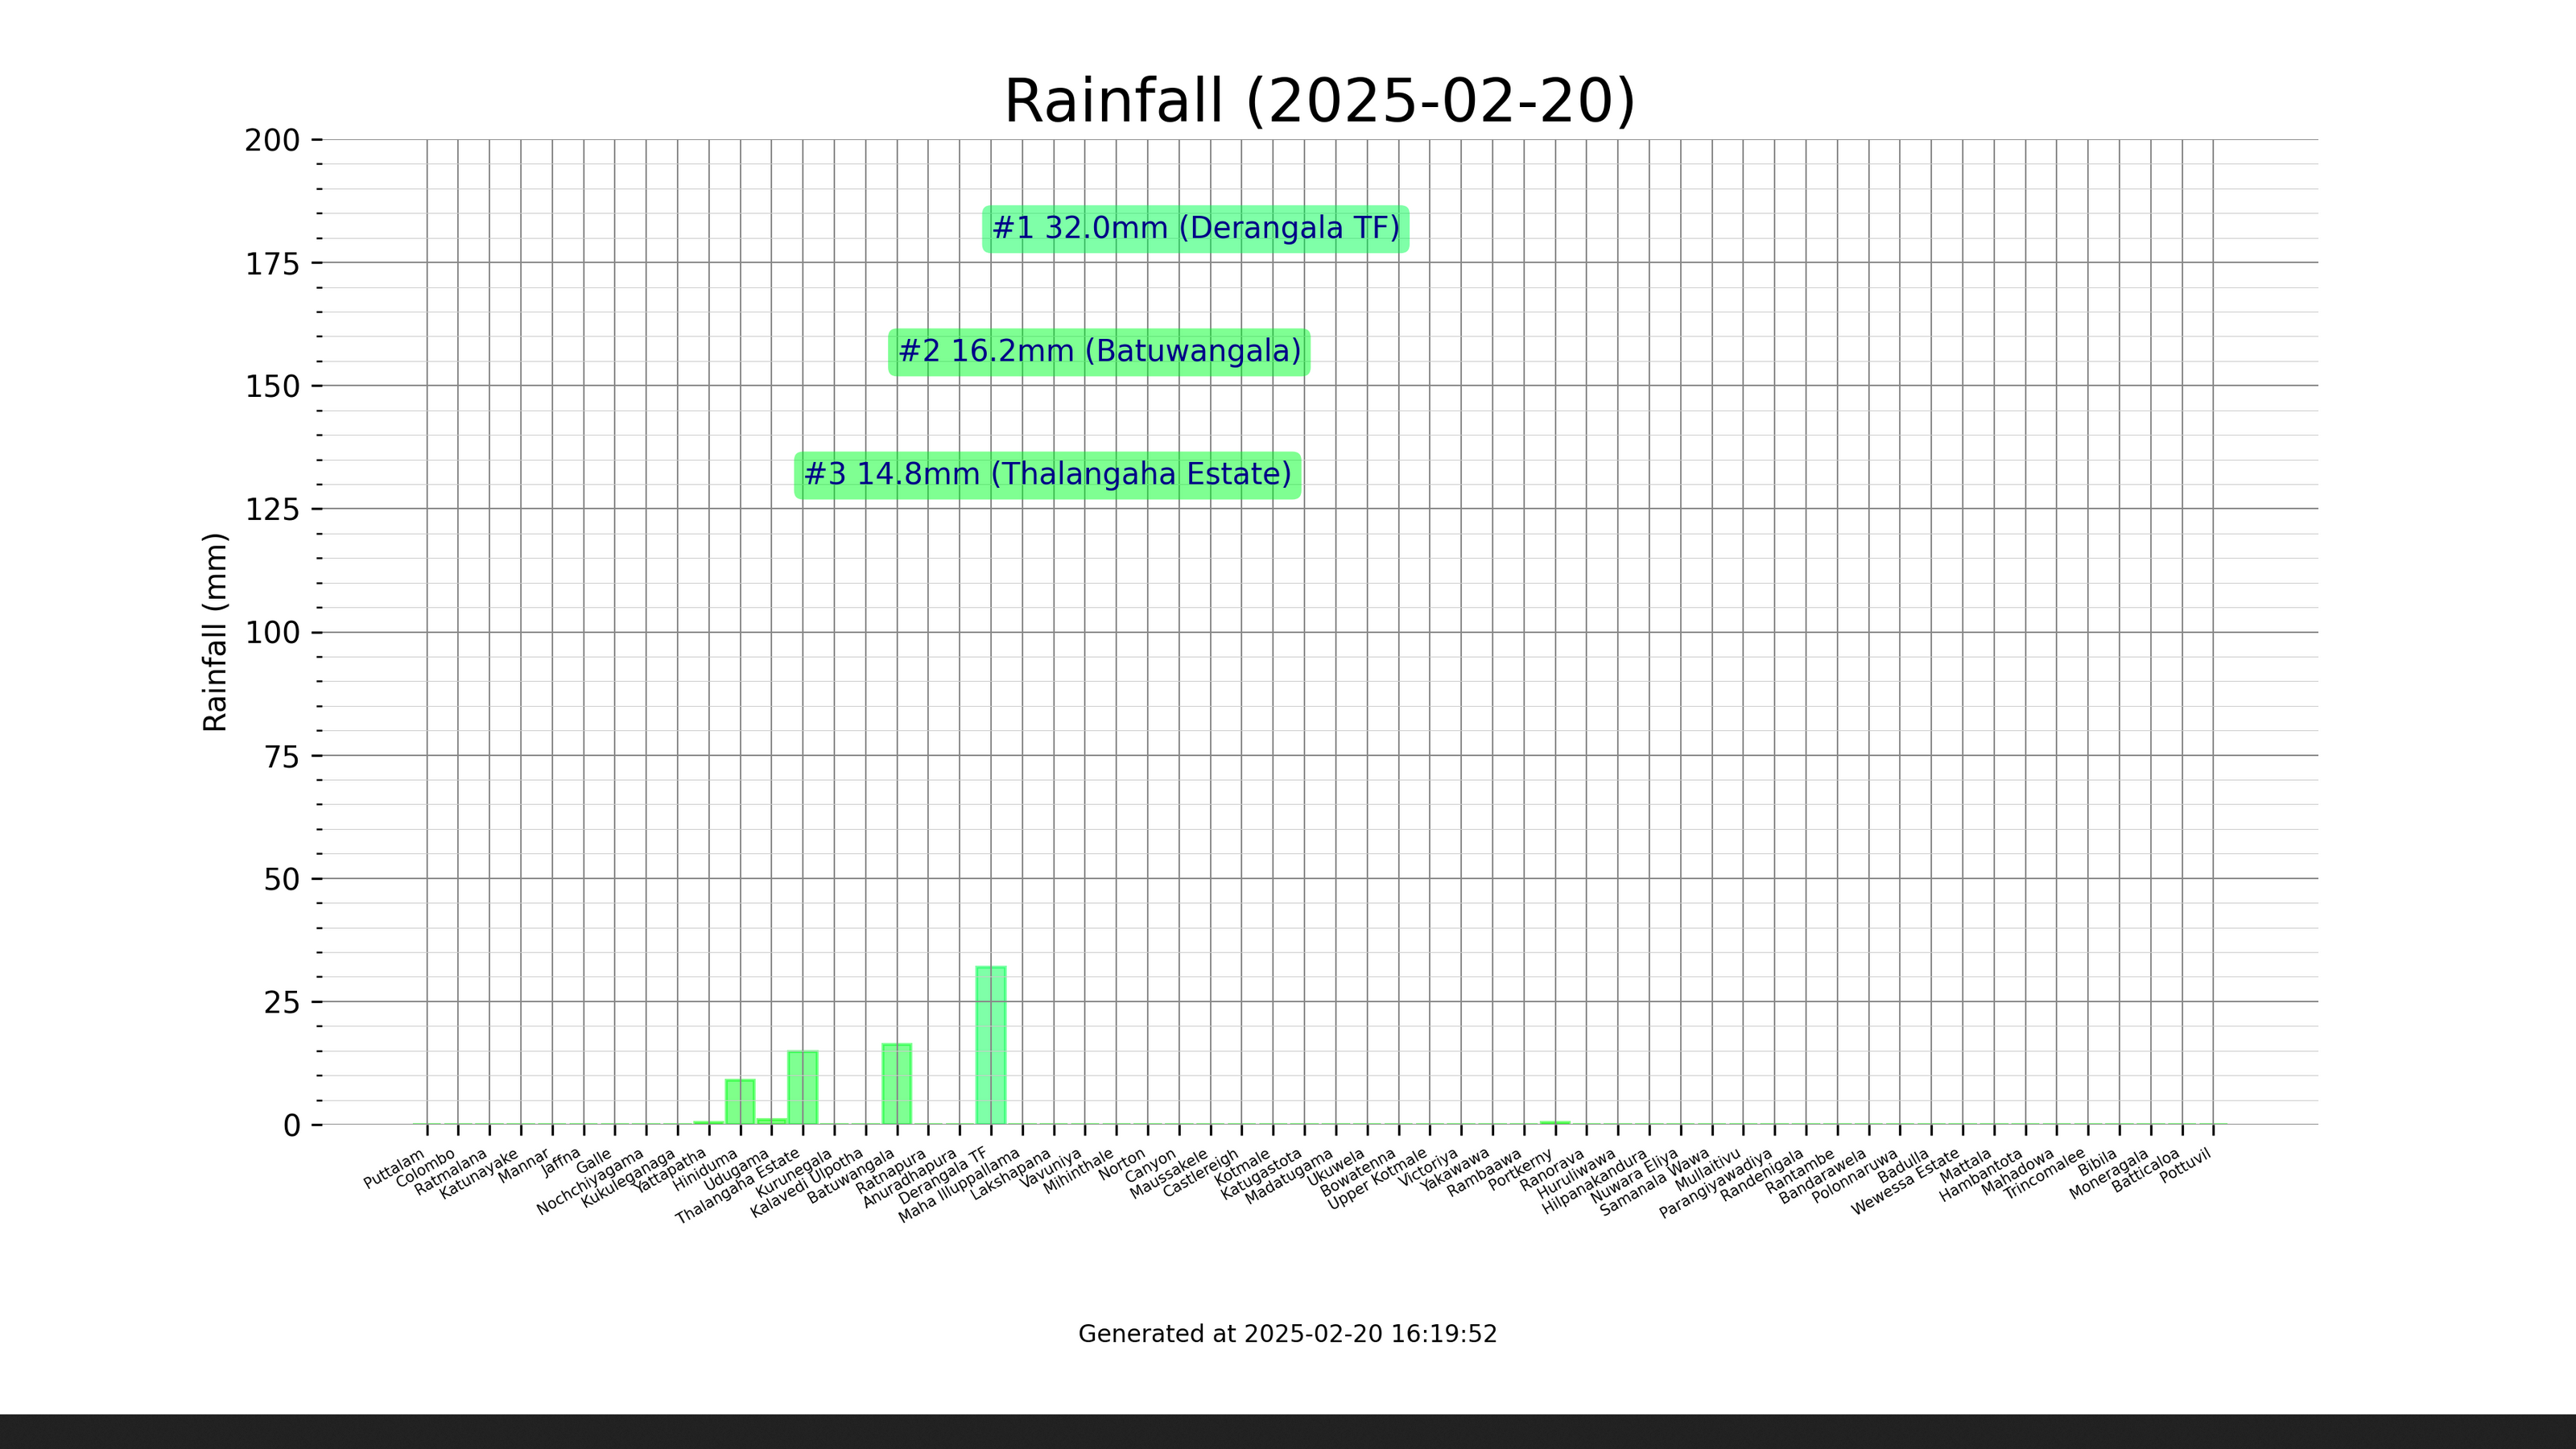 Rainfall (2025-02-20)
200
175
150
125
100
75
50
25
0
Rainfall (mm)
#1 32.0mm (Derangala TF)
#2 16.2mm (Batuwangala)
#3 14.8mm (Thalangaha Estate)
Puttalam
Colombo
Ratmalana
Katunayake
Mannar
Jaffna
Galle
Nochchiyagama
Kukuleganaga
Yattapatha
Hiniduma
Udugama
Thalangaha Estate
Kurunegala
Kalavedi Ulpotha
Batuwangala
Ratnapura
Anuradhapura
Derangala TF
Maha Illuppallama
Lakshapana
Vavuniya
Mihinthale
Norton
Canyon
Maussakele
Castlereigh
Kotmale
Katugastota
Madatugama
Ukuwela
Bowatenna
Upper Kotmale
Victoriya
Yakawawa
Rambaawa
Portkerny
Ranorava
Huruliwawa
Hilpanakandura
Nuwara Eliya
Samanala Wawa
Mullaitivu
Parangiyawadiya
Randenigala
Rantambe
Bandarawela
Polonnaruwa
Badulla
Wewessa Estate
Mattala
Hambantota
Mahadowa
Trincomalee
Bibila
Moneragala
Batticaloa
Pottuvil
Generated at 2025-02-20 16:19:52